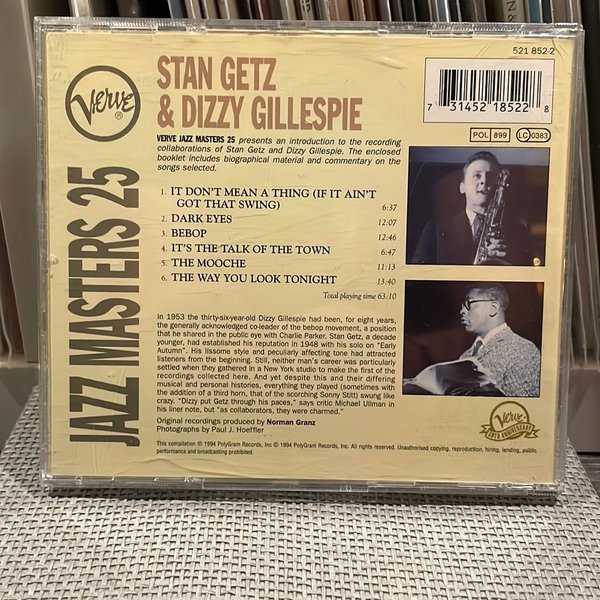 521 852-2
Verve ®
JAZZ MASTERS 25
STAN GETZ
& DIZZY GILLESPIE
7 31452 18522 8
POL 899 LC 0383
VERVE JAZZ MASTERS 25 presents an introduction to the recording
collaborations of Stan Getz and Dizzy Gillespie. The enclosed
booklet includes biographical material and commentary on the
songs selected.
1. IT DON'T MEAN A THING (IF IT AIN'T
GOT THAT SWING) 6:37
2. DARK EYES 12:07
3. BEBOP 12:46
4. IT'S THE TALK OF THE TOWN 6:47
5. THE MOOCHE 11:13
6. THE WAY YOU LOOK TONIGHT 13:40
Total playing time 63:10
In 1953 the thirty-six-year-old Dizzy Gillespie had been, for eight years,
the generally acknowledged co-leader of the bebop movement, a position
that he shared in the public eye with Charlie Parker. Stan Getz, a decade
younger, had established his reputation in 1948 with his solo on "Early
Autumn". His lissome style and peculiarly affecting tone had attracted
listeners from the beginning. Still, neither man's career was particularly
settled when they gathered in a New York studio to make the first of the
recordings collected here. And yet despite this and their differing
musical and personal histories, everything they played (sometimes with
the addition of a third horn, that of the scorching Sonny Stitt) swung like
crazy. "Dizzy put Getz through his paces," says critic Michael Ullman in
his liner note, but "as collaborators, they were charmed."
Original recordings produced by Norman Granz
Photographs by Paul J. Hoeffler
Verve
50TH ANNIVERSARY
This compilation ℗ 1994 PolyGram Records, Inc © 1994 PolyGram Records, Inc. All rights reserved. Unauthorised copying, reproduction, hiring, lending, public
performance and broadcasting prohibited.